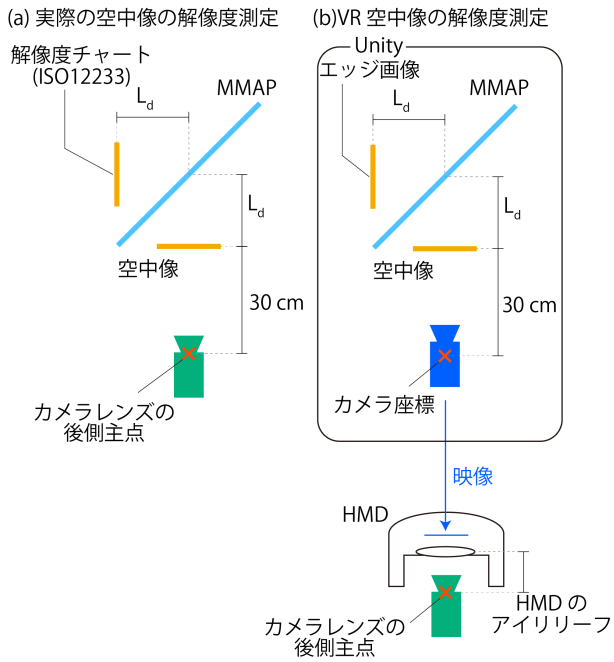 (a) 実際の空中像の解像度測定
解像度チャート
(ISO12233)
MMAP
L_d
L_d
空中像
30 cm
カメラレンズの
後側主点
(b)VR 空中像の解像度測定
Unity
エッジ画像
MMAP
L_d
L_d
空中像
30 cm
カメラ座標
映像
HMD
HMD の
アイリリーフ
カメラレンズの
後側主点